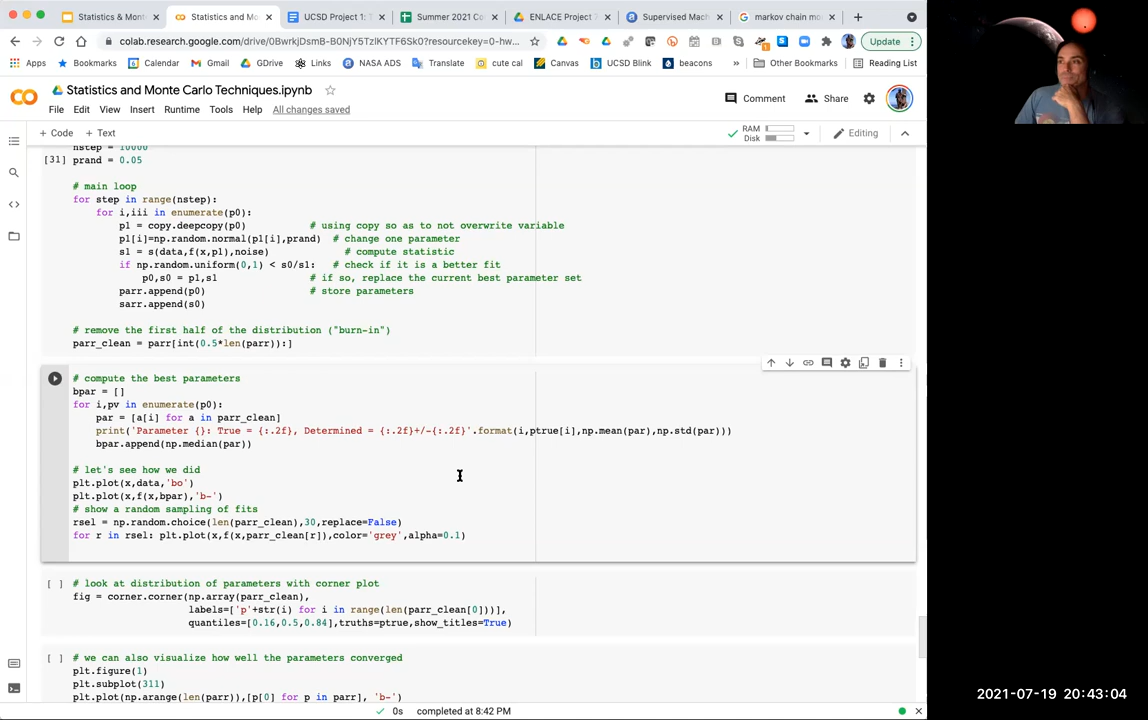 Statistics & Monte
Statistics and Mo
UCSD Project 1: T
Summer 2021 Co
ENLACE Project
Supervised Mac
markov chain mo
colab.research.google.com/drive/0BwrkjDsmB-B0NjY5TzlKYTF6Sk0?resourcekey=0-hw...
Update
Apps
Bookmarks
Calendar
Gmail
GDrive
Links
NASA ADS
Translate
cute cal
Canvas
UCSD Blink
beacons
»
Other Bookmarks
Reading List
Statistics and Monte Carlo Techniques.ipynb
File Edit View Insert Runtime Tools Help All changes saved
Comment
Share
+ Code + Text
RAM
Disk
Editing
nstep = 10000
[31] prand = 0.05
# main loop
for step in range(nstep):
for i,iii in enumerate(p0):
p1 = copy.deepcopy(p0) # using copy so as to not overwrite variable
p1[i]=np.random.normal(p1[i],prand) # change one parameter
s1 = s(data,f(x,p1),noise) # compute statistic
if np.random.uniform(0,1) < s0/s1: # check if it is a better fit
p0,s0 = p1,s1 # if so, replace the current best parameter set
parr.append(p0) # store parameters
sarr.append(s0)
# remove the first half of the distribution ("burn-in")
parr_clean = parr[int(0.5*len(parr)):]
# compute the best parameters
bpar = []
for i,pv in enumerate(p0):
par = [a[i] for a in parr_clean]
print('Parameter {}: True = {:.2f}, Determined = {:.2f}+/-{:.2f}'.format(i,ptrue[i],np.mean(par),np.std(par)))
bpar.append(np.median(par))
# let's see how we did
plt.plot(x,data,'bo')
plt.plot(x,f(x,bpar),'b-')
# show a random sampling of fits
rsel = np.random.choice(len(parr_clean),30,replace=False)
for r in rsel: plt.plot(x,f(x,parr_clean[r]),color='grey',alpha=0.1)
[ ] # look at distribution of parameters with corner plot
fig = corner.corner(np.array(parr_clean),
labels=['p'+str(i) for i in range(len(parr_clean[0]))],
quantiles=[0.16,0.5,0.84],truths=ptrue,show_titles=True)
[ ] # we can also visualize how well the parameters converged
plt.figure(1)
plt.subplot(311)
plt.plot(np.arange(len(parr)),[p[0] for p in parr], 'b-')
0s completed at 8:42 PM
2021-07-19 20:43:04